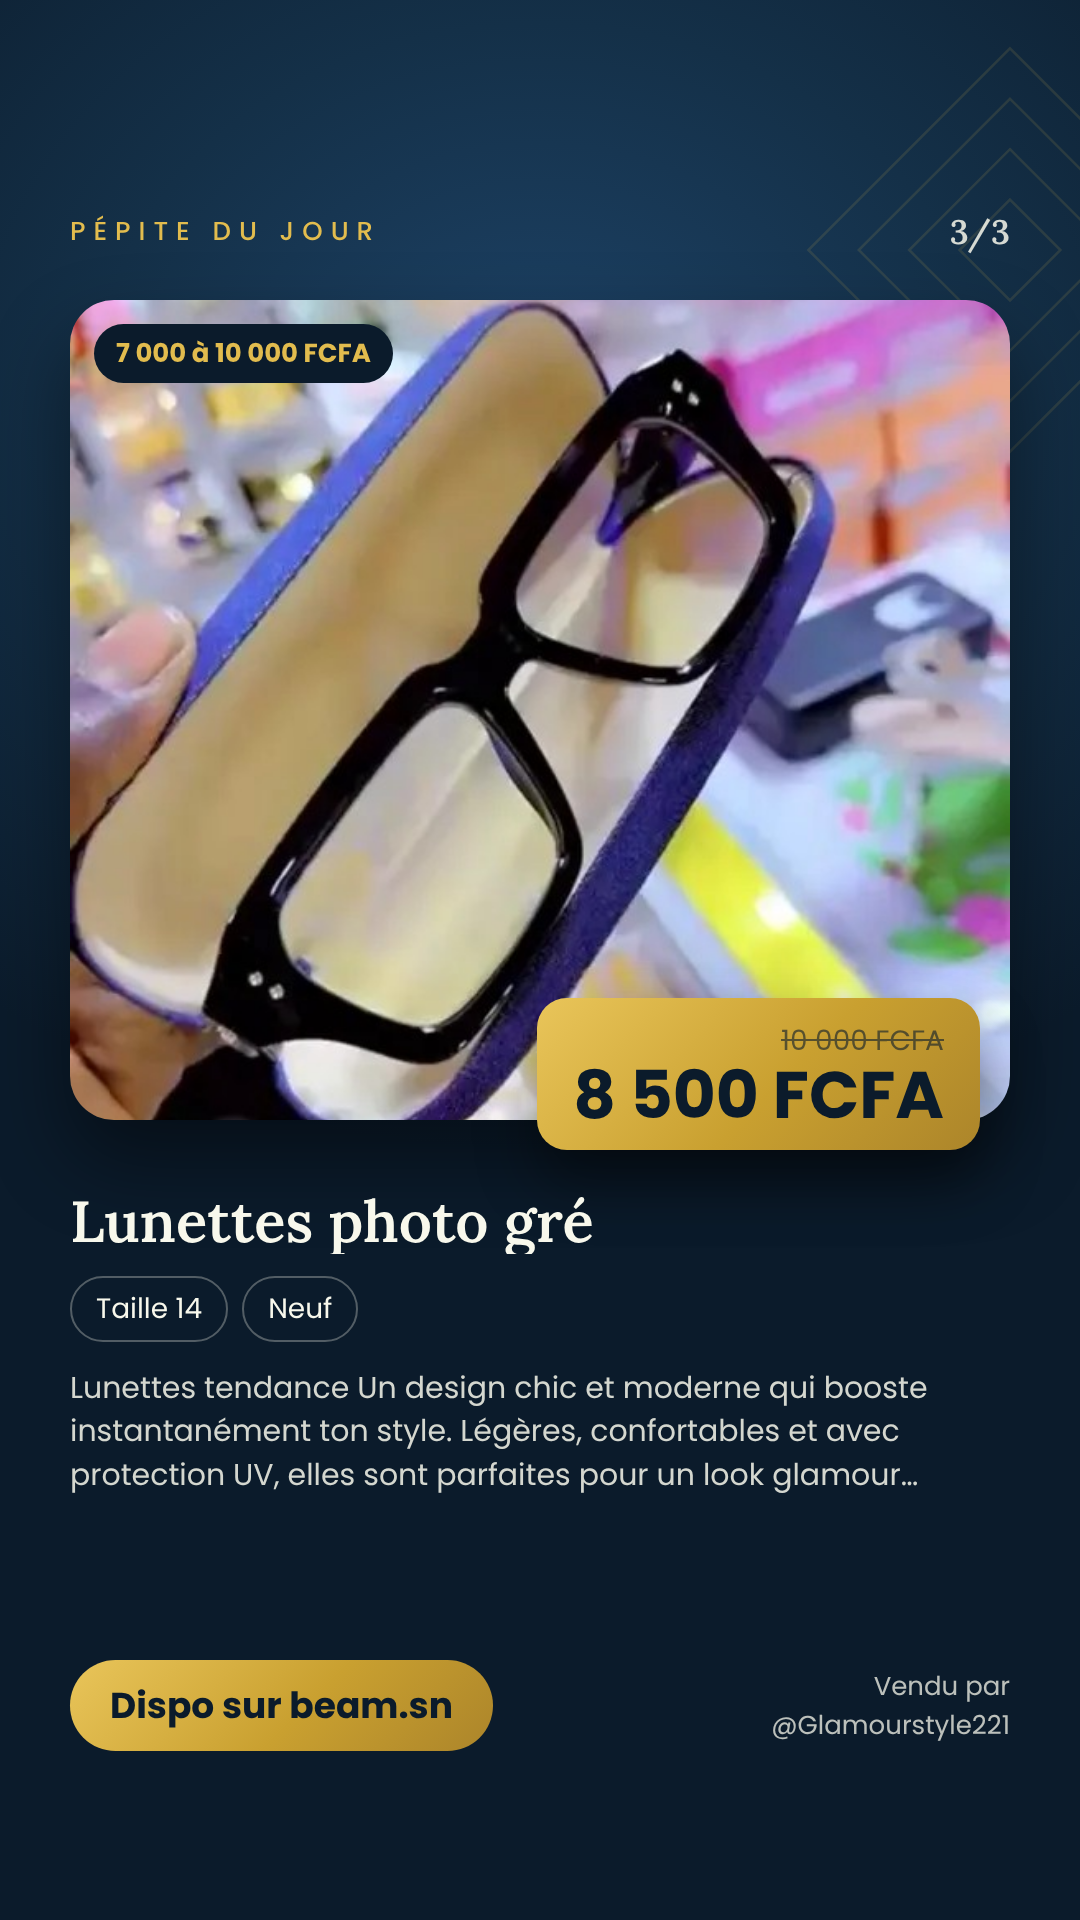 PÉPITE DU JOUR
3/3
7 000 à 10 000 FCFA
10 000 FCFA
8 500 FCFA
Lunettes photo gré
Taille 14
Neuf
Lunettes tendance Un design chic et moderne qui booste
instantanément ton style. Légères, confortables et avec
protection UV, elles sont parfaites pour un look glamour...
Dispo sur beam.sn
Vendu par
@Glamourstyle221